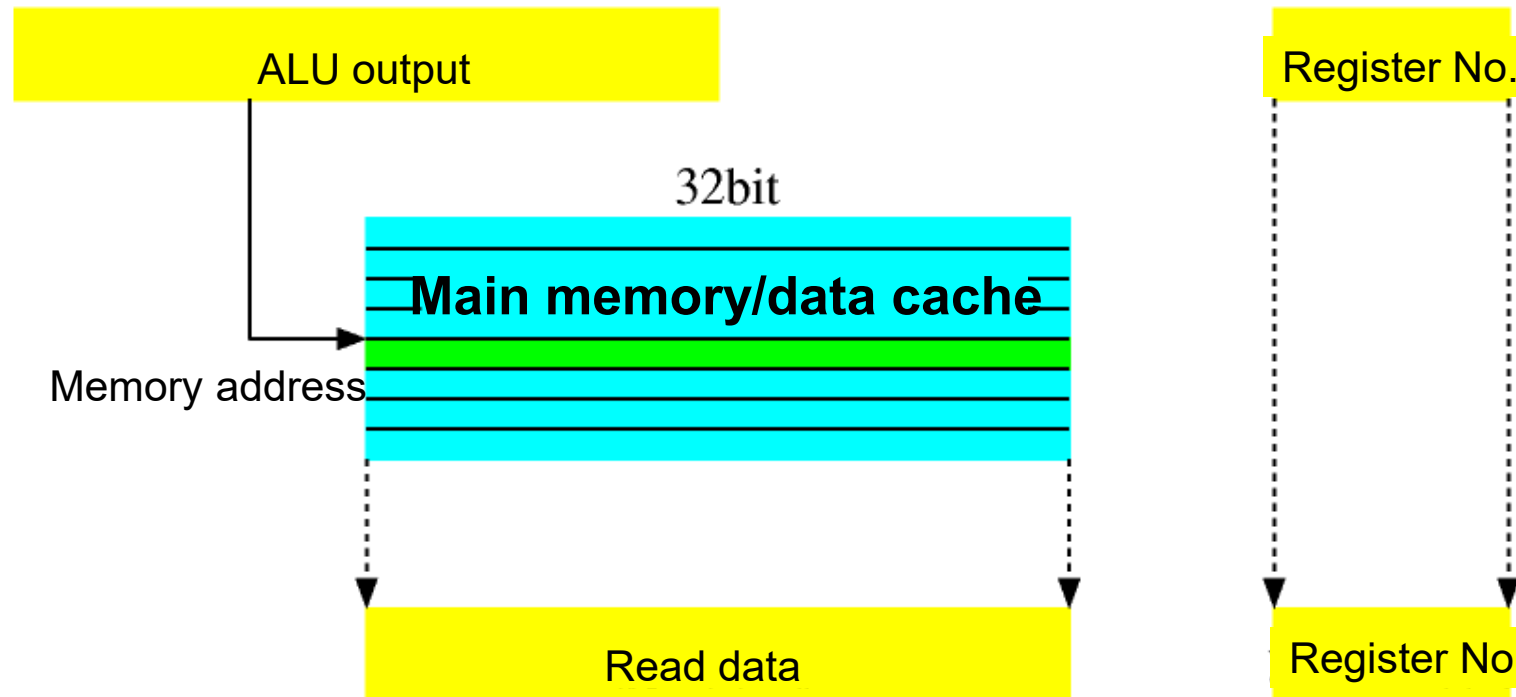 ALU output
Register No.
32bit
Main memory/data cache
Memory address
Read data
Register No